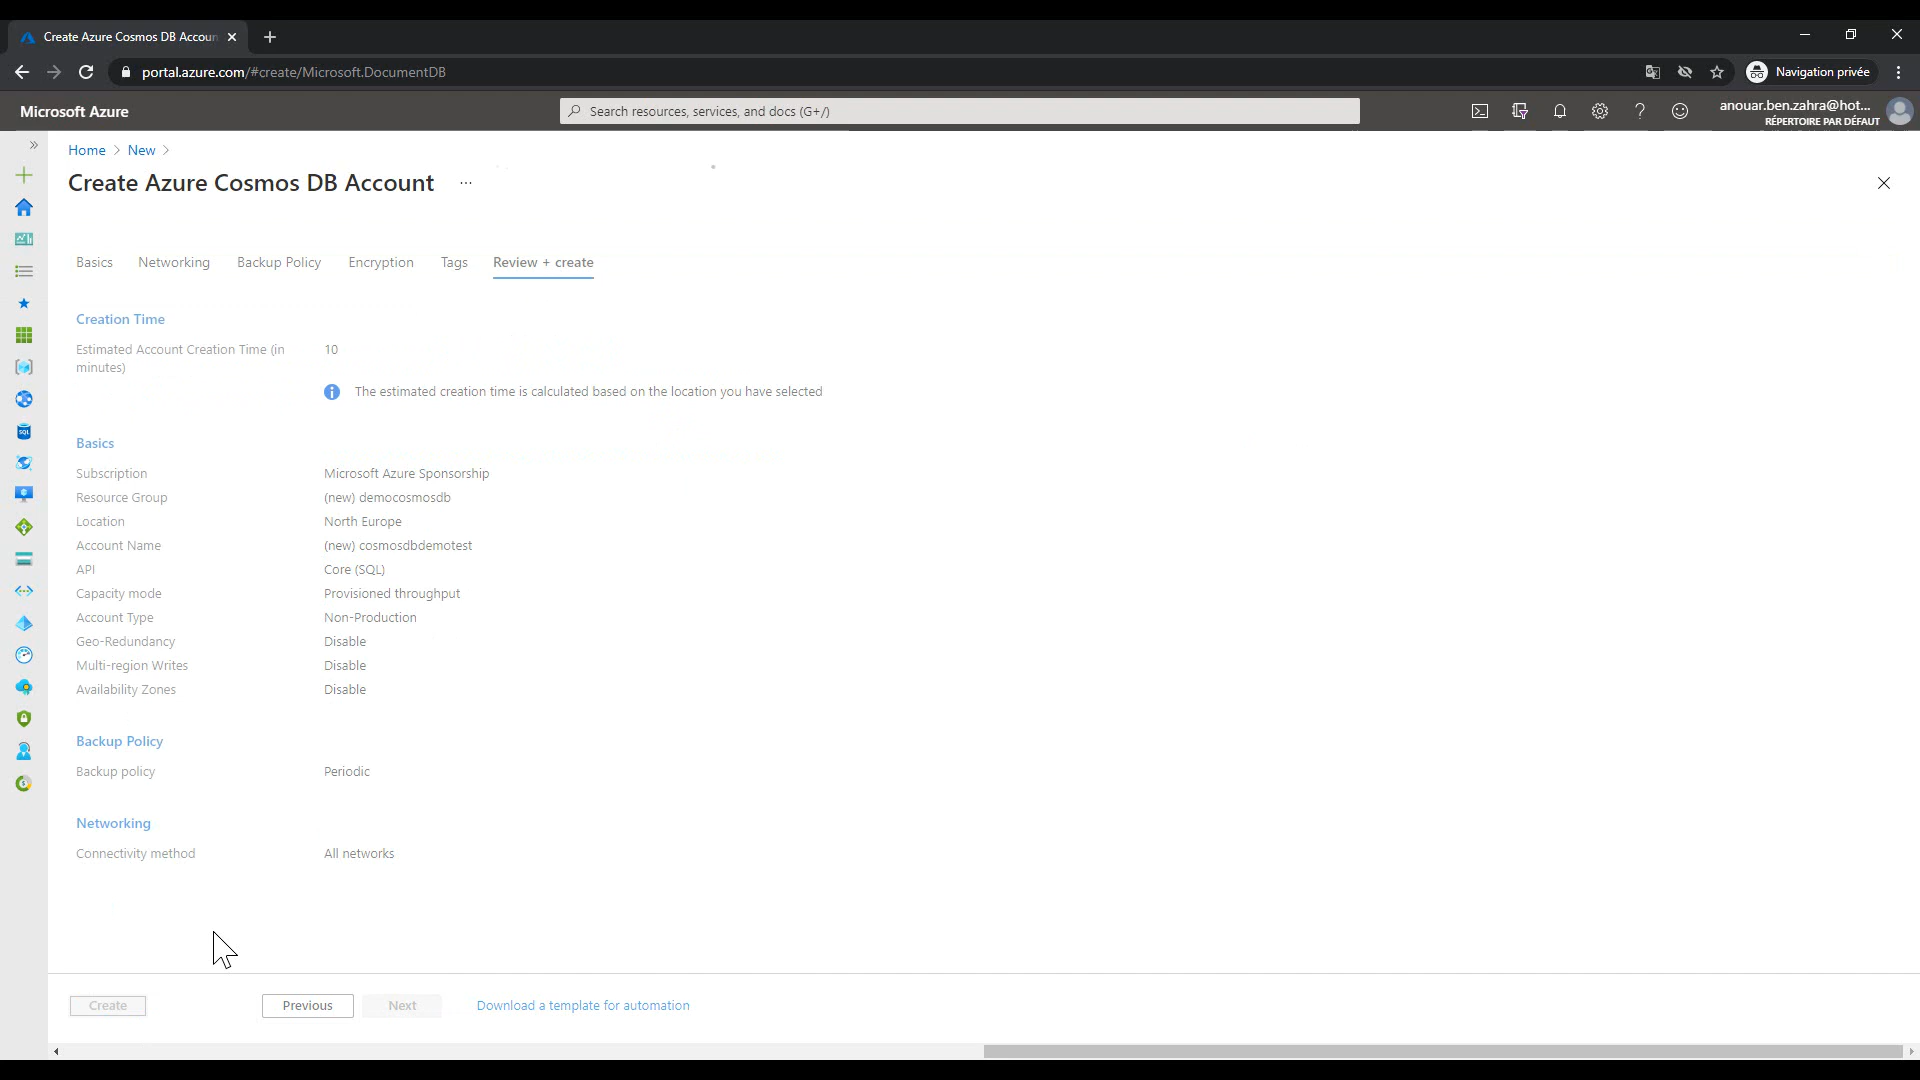 Create Azure Cosmos DB Accoun
portal.azure.com/#create/Microsoft.DocumentDB
Navigation privée
Microsoft Azure
Search resources, services, and docs (G+/)
anouar.ben.zahra@hot...
RÉPERTOIRE PAR DÉFAUT
Home > New >
Create Azure Cosmos DB Account ...
Basics Networking Backup Policy Encryption Tags Review + create
Creation Time
Estimated Account Creation Time (in 10
minutes)
The estimated creation time is calculated based on the location you have selected
Basics
Subscription Microsoft Azure Sponsorship
Resource Group (new) democosmosdb
Location North Europe
Account Name (new) cosmosdbdemotest
API Core (SQL)
Capacity mode Provisioned throughput
Account Type Non-Production
Geo-Redundancy Disable
Multi-region Writes Disable
Availability Zones Disable
Backup Policy
Backup policy Periodic
Networking
Connectivity method All networks
Create Previous Next Download a template for automation